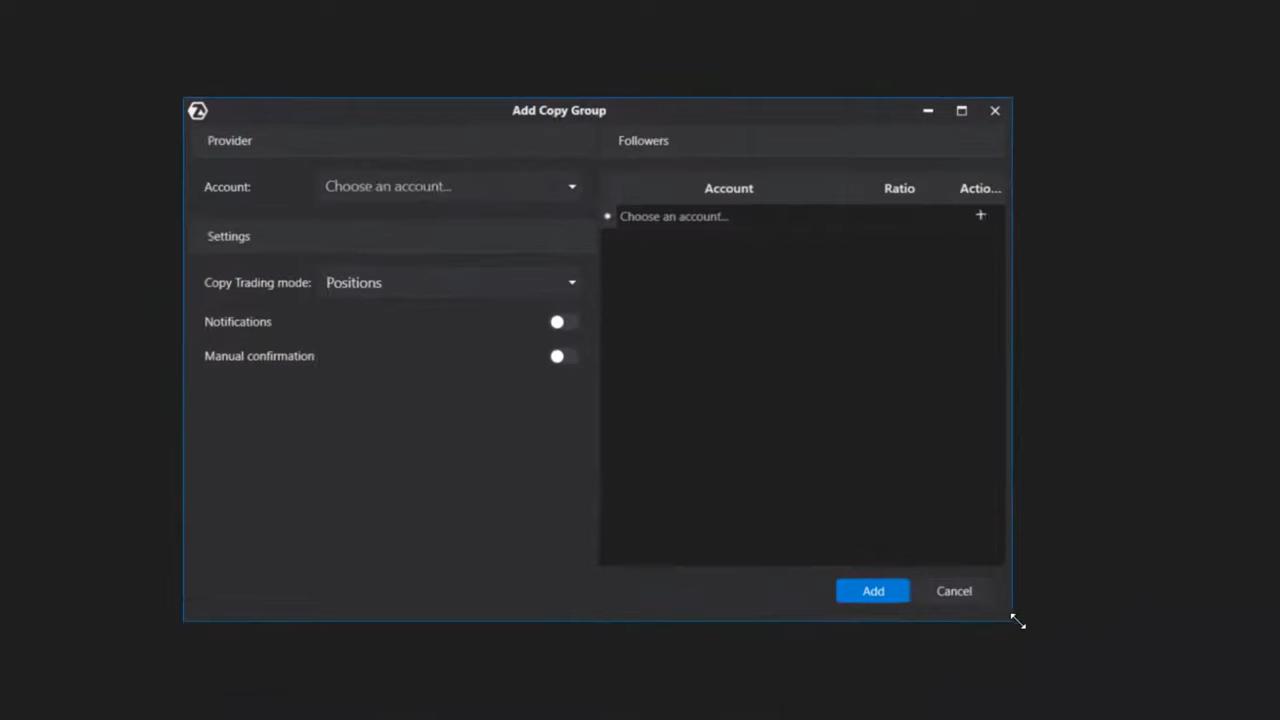 Add Copy Group
Provider
Account:
Choose an account...
Settings
Copy Trading mode:
Positions
Notifications
Manual confirmation
Followers
Account
Ratio
Actio...
Choose an account...
Add
Cancel